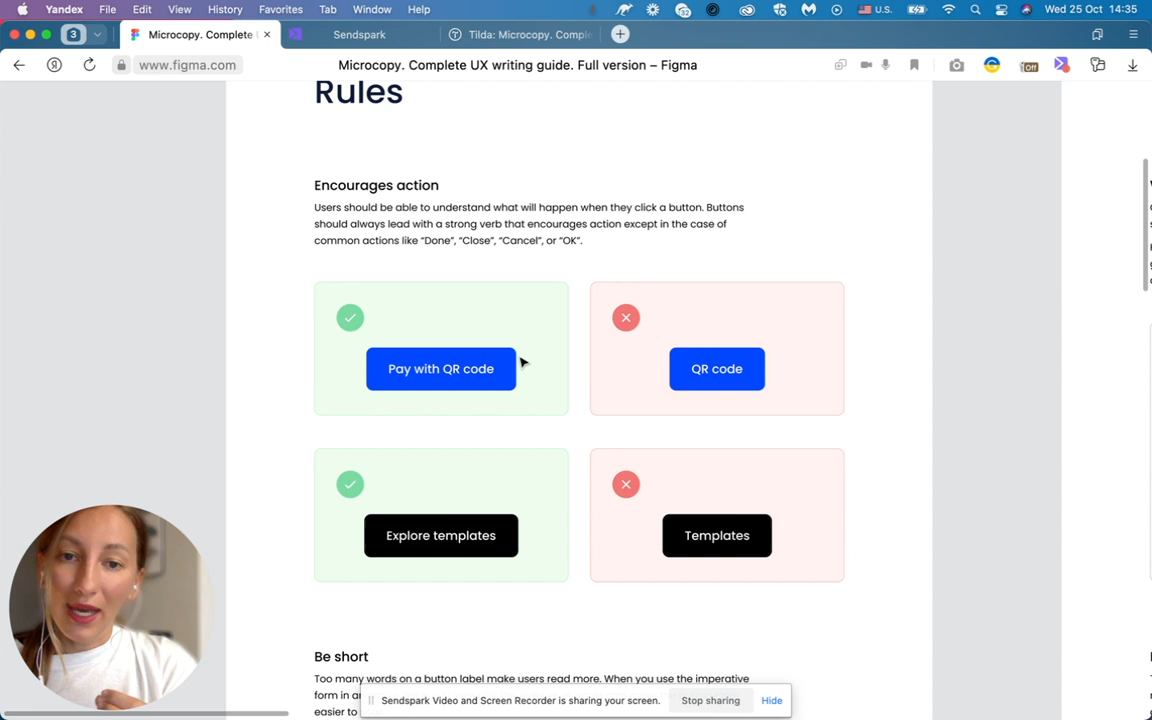 Yandex File Edit View History Favorites Tab Window Help U.S. Wed 25 Oct 14:35
3 Microcopy. Complete Sendspark Tilda: Microcopy. Comple
www.figma.com Microcopy. Complete UX writing guide. Full version – Figma Off
Rules
Encourages action
Users should be able to understand what will happen when they click a button. Buttons
should always lead with a strong verb that encourages action except in the case of
common actions like “Done”, “Close”, “Cancel”, or “OK”.
Pay with QR code QR code
Explore templates Templates
Be short
Too many words on a button label make users read more. When you use the imperative
form in
easier to
Sendspark Video and Screen Recorder is sharing your screen. Stop sharing Hide